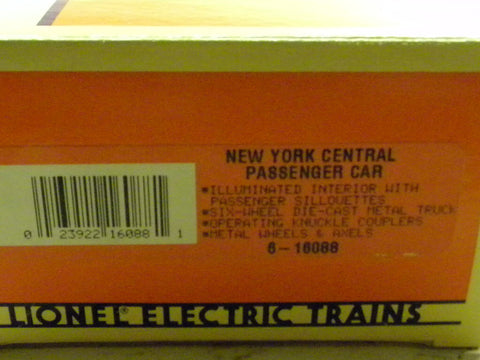 NEW YORK CENTRAL
PASSENGER CAR
■ILLUMINATED INTERIOR WITH
PASSENGER SILLOUETTES
■SIX-WHEEL DIE-CAST METAL TRUCK
■OPERATING KNUCKLE COUPLERS
■METAL WHEELS & AXELS
6-16088
0 23922 16088 1
LIONEL® ELECTRIC TRAINS